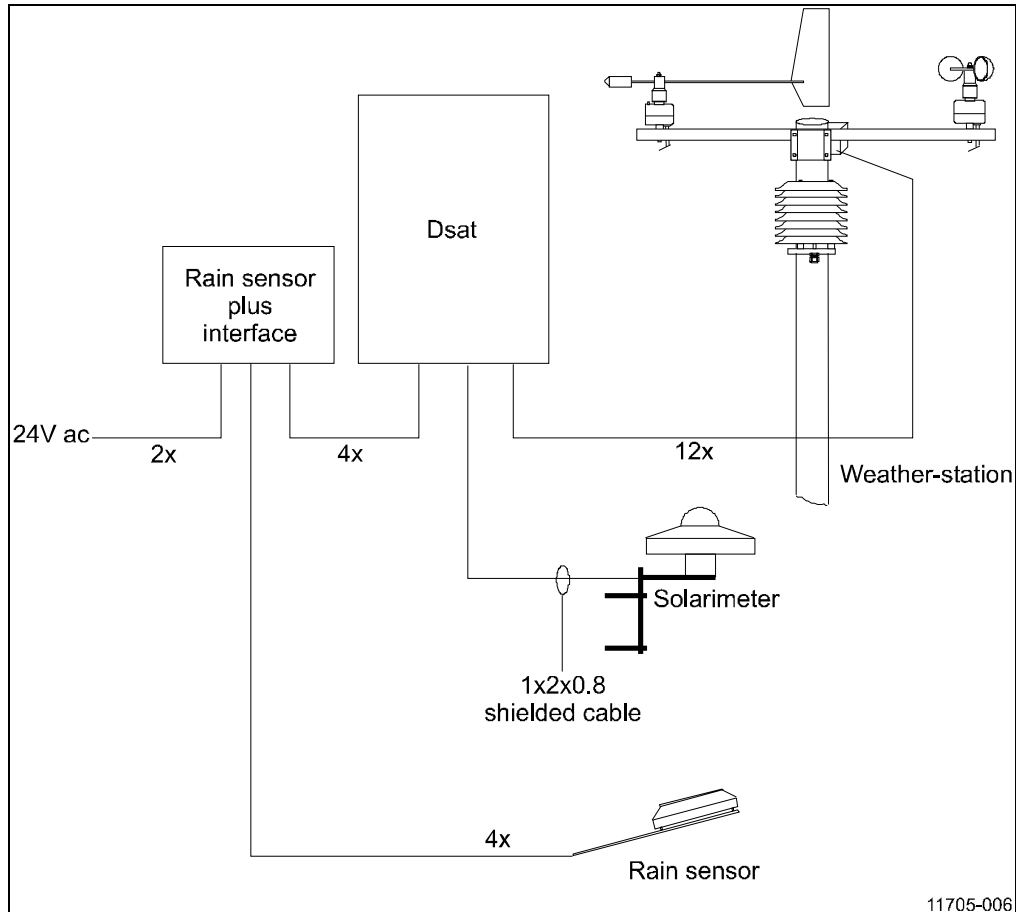 Dsat
Rain sensor
plus
interface
24V ac
2x
4x
12x
Weather-station
Solarimeter
1x2x0.8
shielded cable
4x
Rain sensor
11705-006